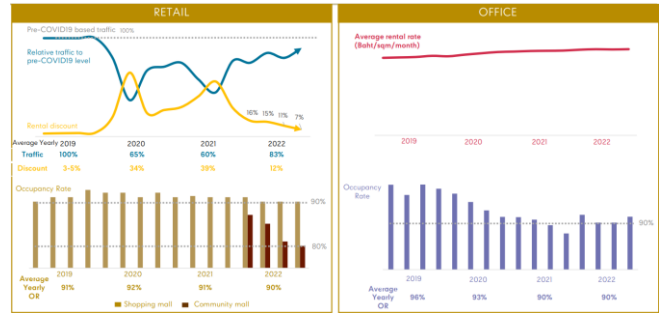 RETAIL
Pre-COVID19 based traffic 100%
Relative traffic to
pre-COVID19 level
Rental discount
16% 15% 11% 7%
Average Yearly 2019 2020 2021 2022
Traffic 100% 65% 60% 83%
Discount 3-5% 34% 39% 12%
Occupancy Rate
90%
80%
2019 2020 2021 2022
Average
Yearly
OR
91% 92% 91% 90%
Shopping mall Community mall
OFFICE
Average rental rate
(Baht/sqm/month)
2019 2020 2021 2022
Occupancy
Rate
90%
2019 2020 2021 2022
Average
Yearly
OR
96% 93% 90% 90%